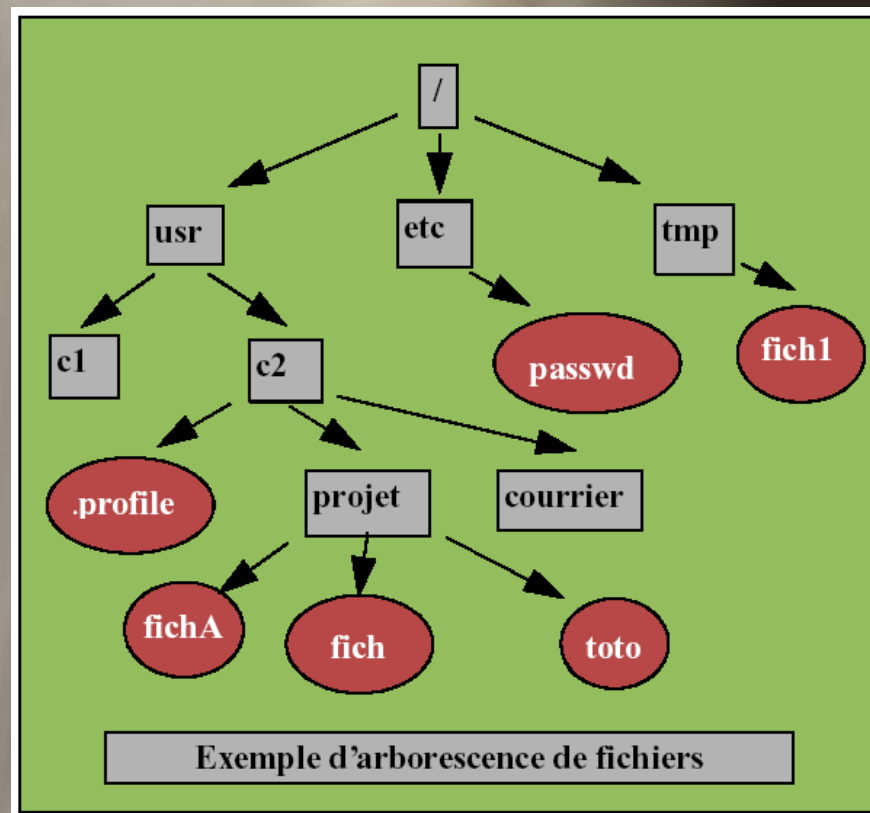 /
usr
etc
tmp
c1
c2
passwd
fich1
.profile
projet
courrier
fichA
fich
toto
Exemple d'arborescence de fichiers